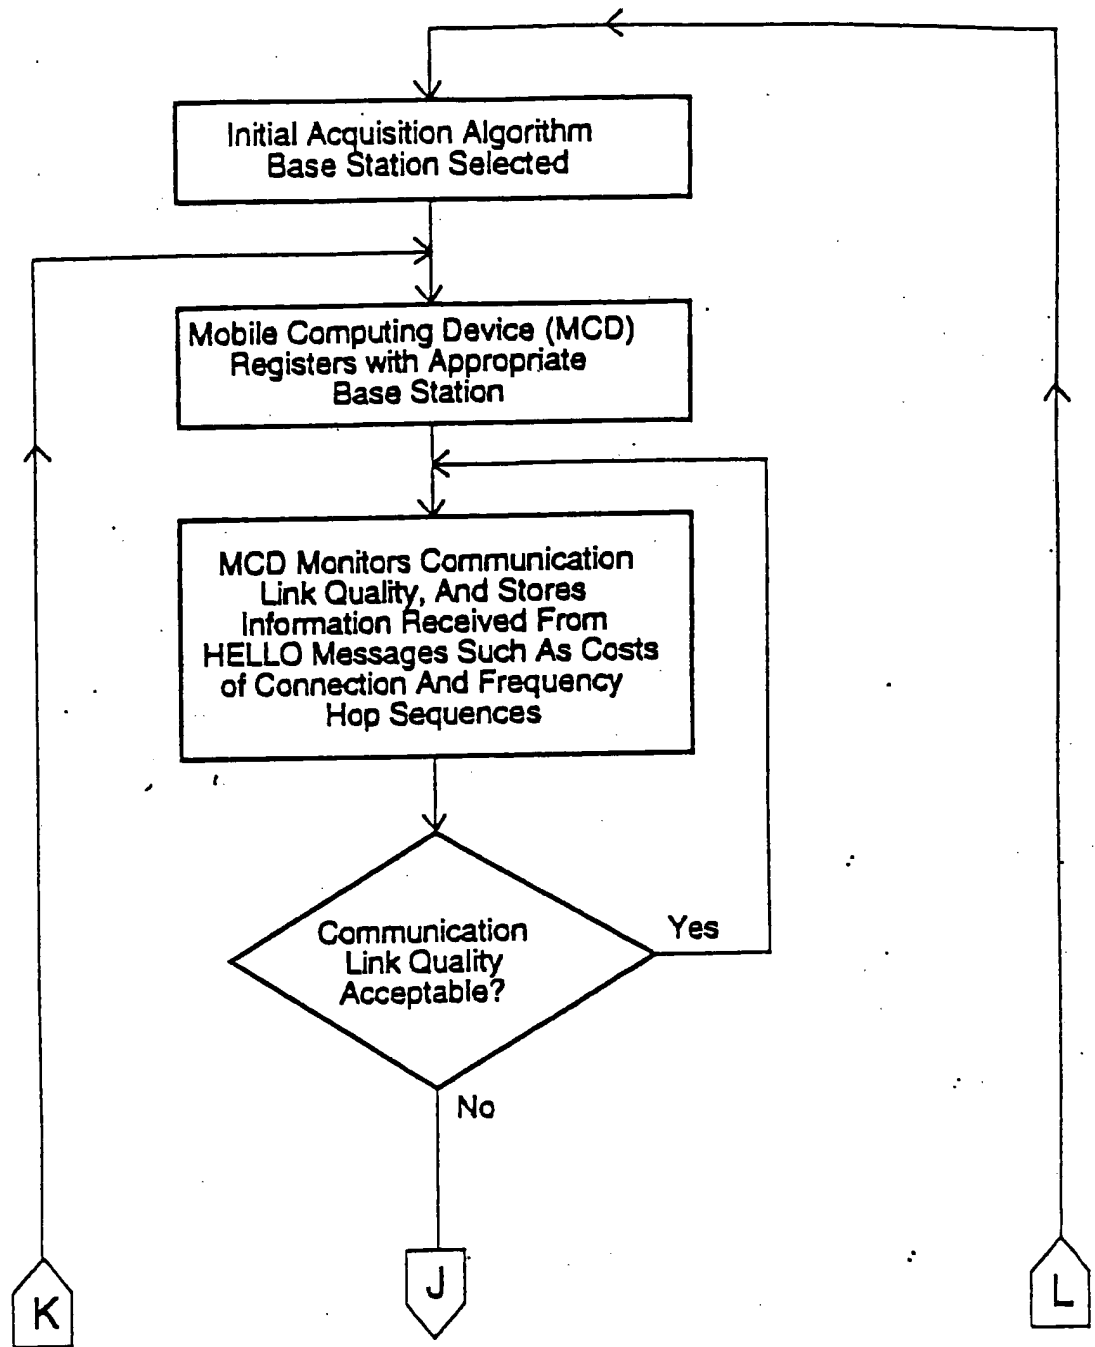 Initial Acquisition Algorithm
Base Station Selected
Mobile Computing Device (MCD)
Registers with Appropriate
Base Station
MCD Monitors Communication
Link Quality, And Stores
Information Received From
HELLO Messages Such As Costs
of Connection And Frequency
Hop Sequences
Communication
Link Quality
Acceptable?
Yes
No
K
J
L